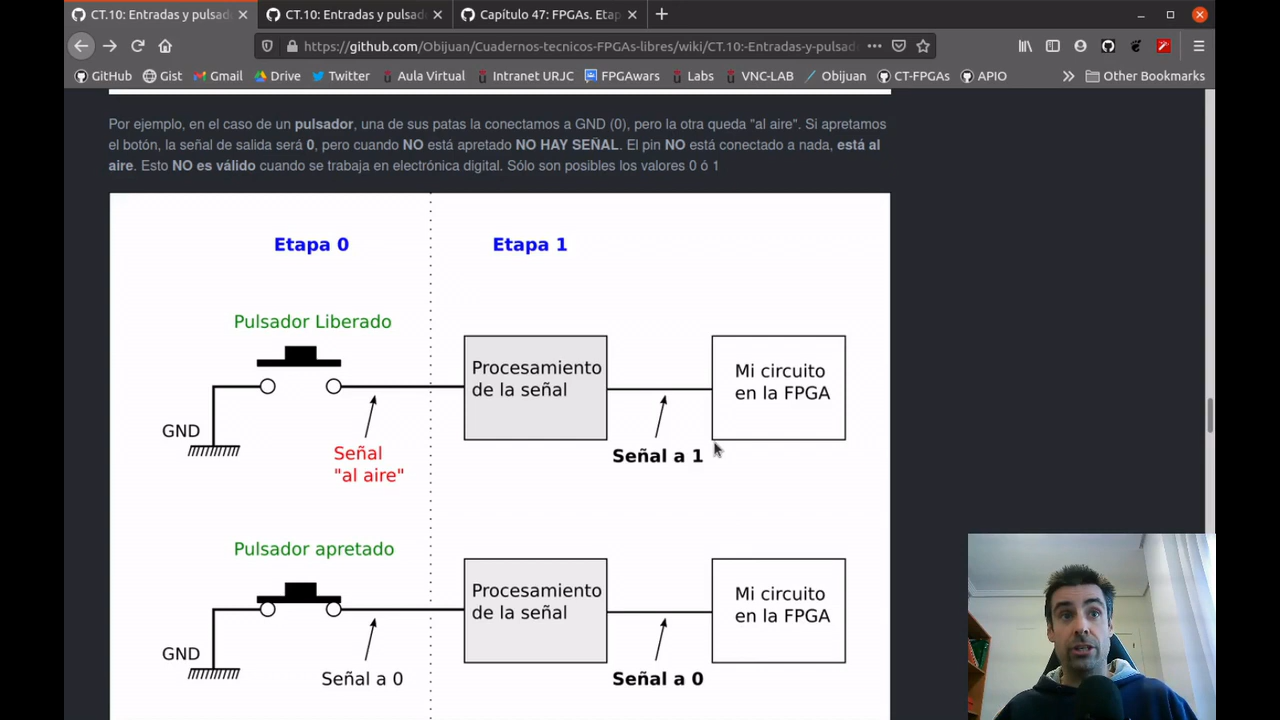 CT.10: Entradas y pulsad
CT.10: Entradas y pulsad
Capítulo 47: FPGAs. Etap
https://github.com/Obijuan/Cuadernos-tecnicos-FPGAs-libres/wiki/CT.10:-Entradas-y-pulsad
GitHub
Gist
Gmail
Drive
Twitter
Aula Virtual
Intranet URJC
FPGAwars
Labs
VNC-LAB
Obijuan
CT-FPGAs
APIO
Other Bookmarks
Por ejemplo, en el caso de un pulsador, una de sus patas la conectamos a GND (0), pero la otra queda "al aire". Si apretamos
el botón, la señal de salida será 0, pero cuando NO está apretado NO HAY SEÑAL. El pin NO está conectado a nada, está al
aire. Esto NO es válido cuando se trabaja en electrónica digital. Sólo son posibles los valores 0 ó 1
Etapa 0
Etapa 1
Pulsador Liberado
GND
Señal
"al aire"
Procesamiento
de la señal
Señal a 1
Mi circuito
en la FPGA
Pulsador apretado
GND
Señal a 0
Procesamiento
de la señal
Señal a 0
Mi circuito
en la FPGA